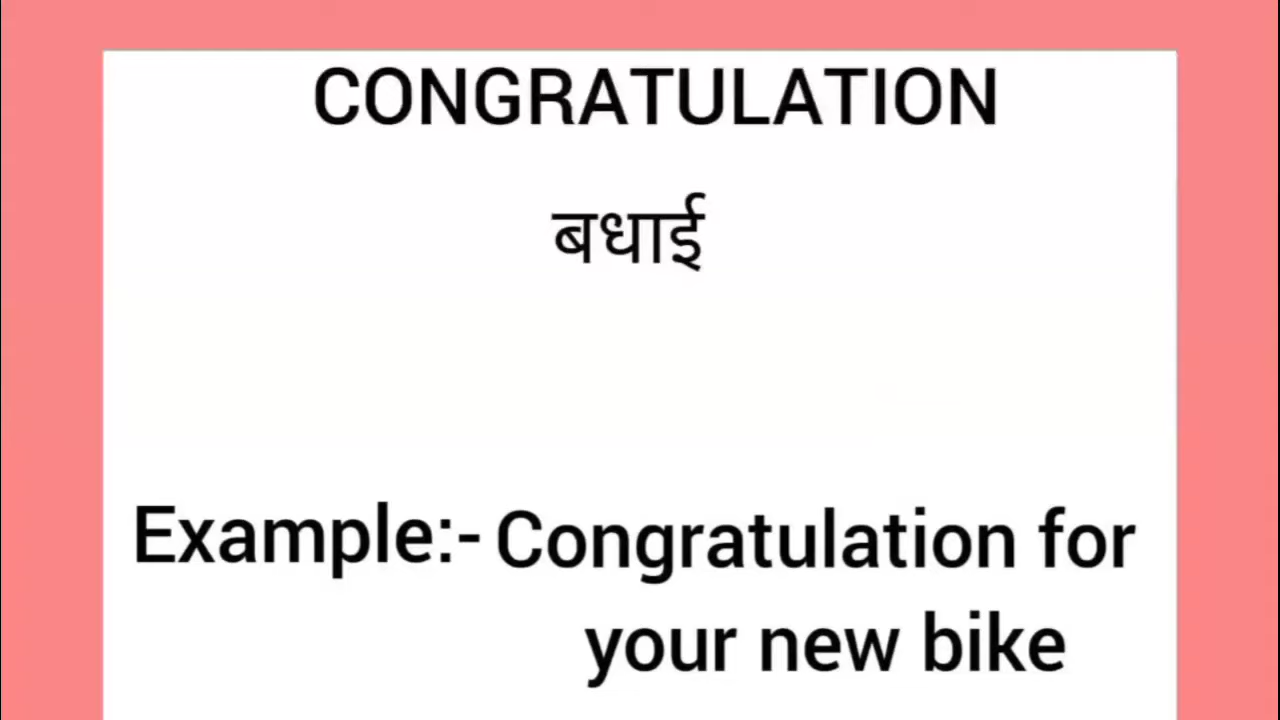 CONGRATULATION
बधाई
Example:- Congratulation for
your new bike